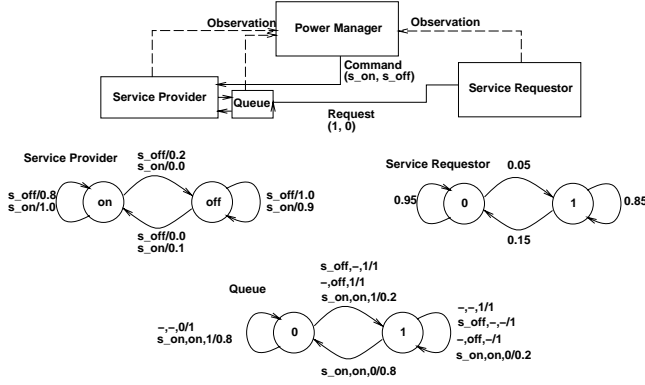 Observation
Power Manager
Observation
Command
(s_on, s_off)
Service Provider
Queue
Service Requestor
Request
(1, 0)
Service Provider
s_off/0.2
s_on/0.0
s_off/0.8
s_on/1.0
on
off
s_off/1.0
s_on/0.9
s_off/0.0
s_on/0.1
Service Requestor
0.05
0.95
0
1
0.85
0.15
Queue
s_off,–,1/1
–,off,1/1
s_on,on,1/0.2
–,–,0/1
s_on,on,1/0.8
0
1
–,–,1/1
s_off,–,–/1
–,off,–/1
s_on,on,0/0.2
s_on,on,0/0.8